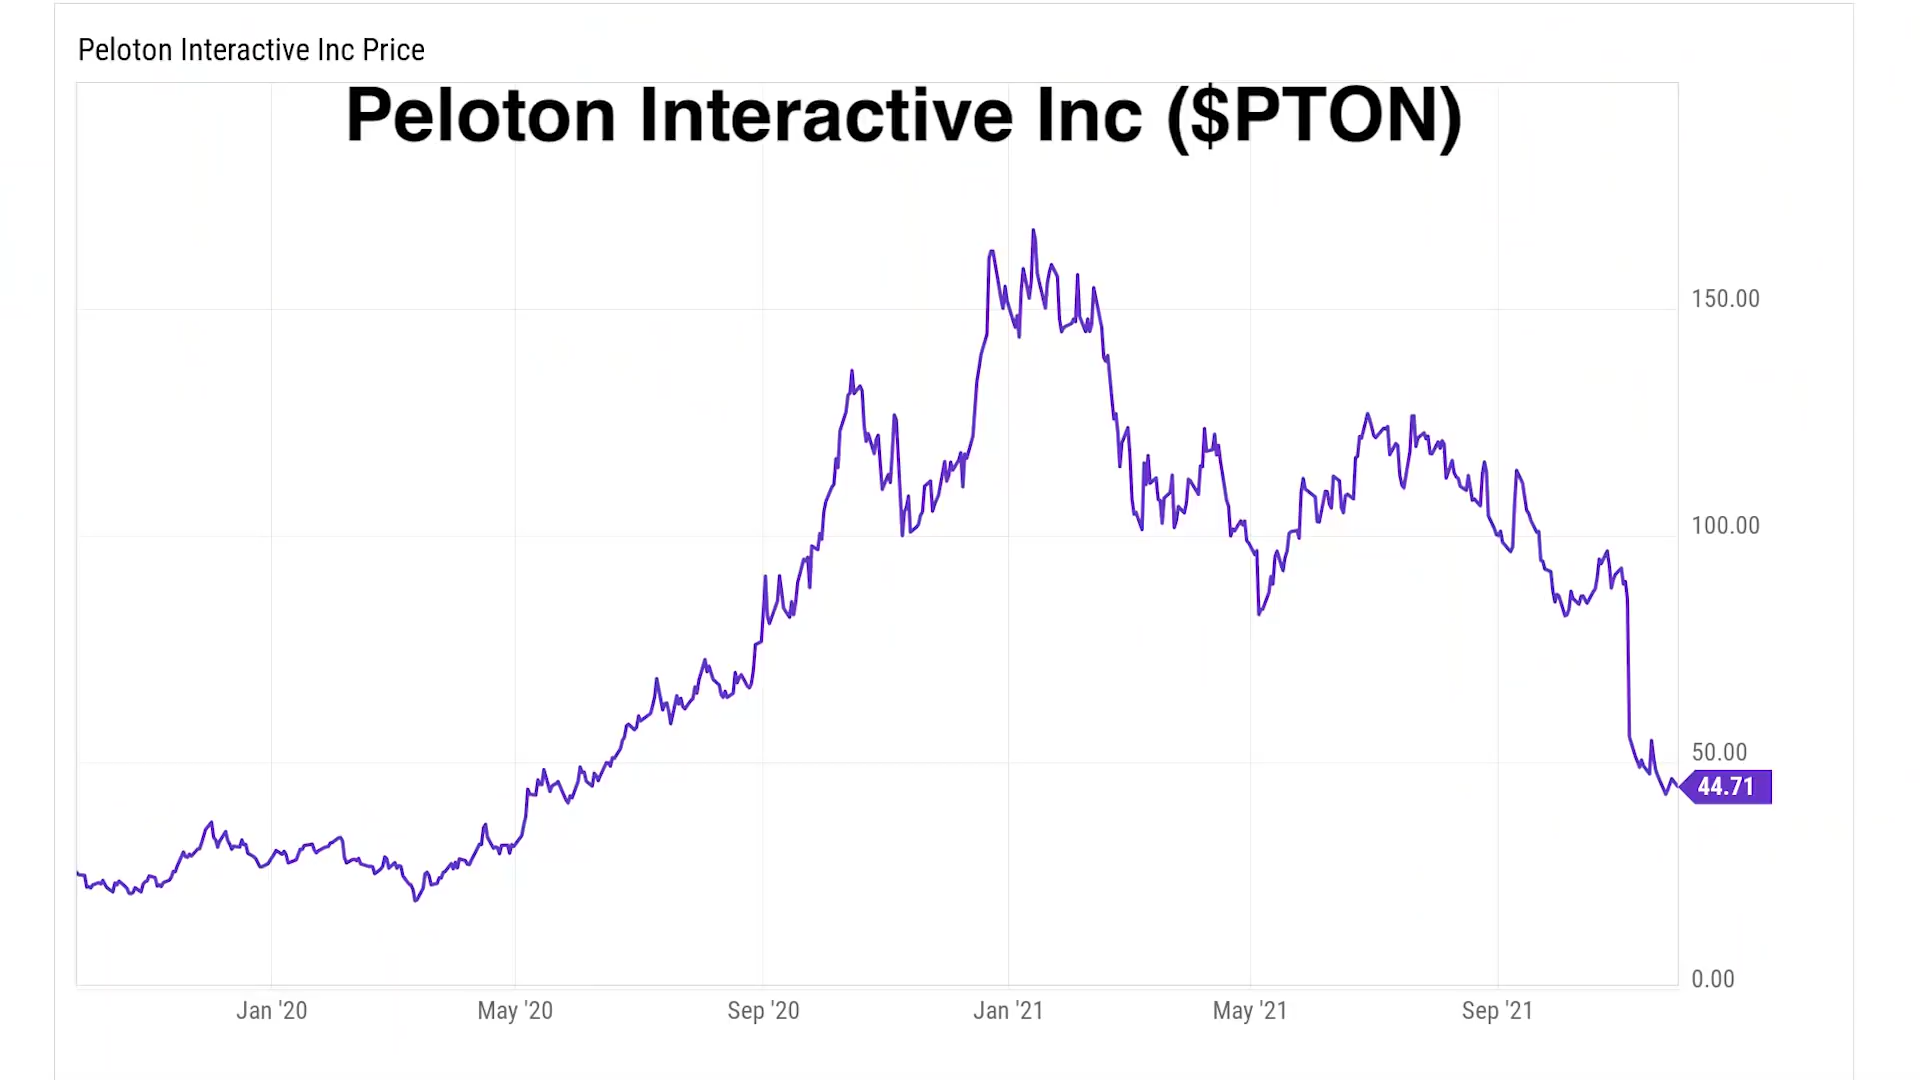 Peloton Interactive Inc Price
Peloton Interactive Inc ($PTON)
150.00
100.00
50.00
44.71
0.00
Jan '20 May '20 Sep '20 Jan '21 May '21 Sep '21